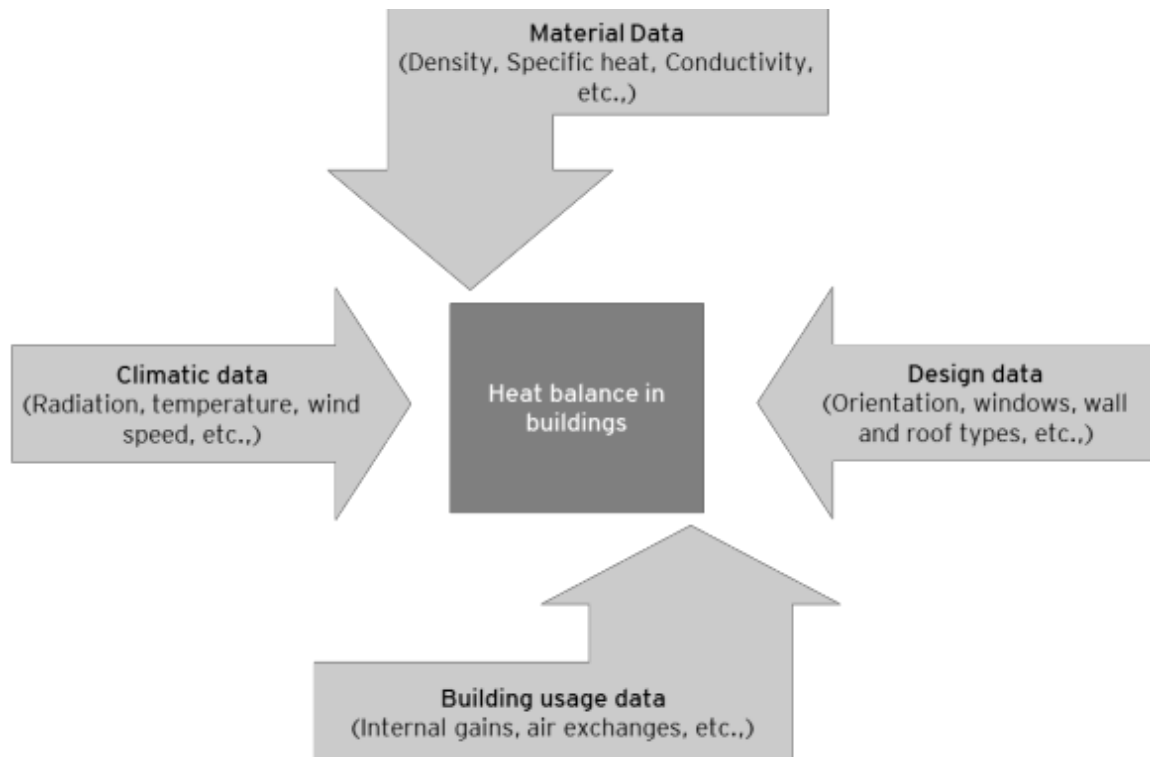 Material Data
(Density, Specific heat, Conductivity,
etc.,)
Climatic data
(Radiation, temperature, wind
speed, etc.,)
Heat balance in
buildings
Design data
(Orientation, windows, wall
and roof types, etc.,)
Building usage data
(Internal gains, air exchanges, etc.,)